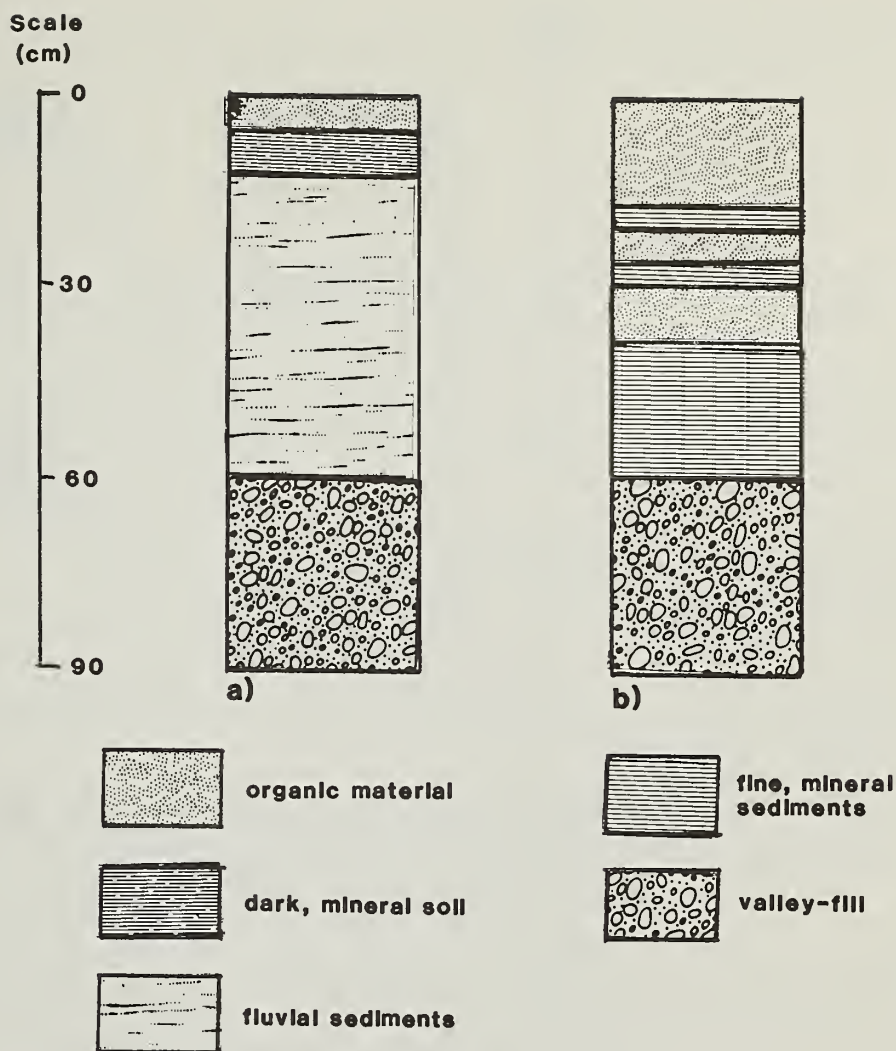 Scale
(cm)
0
30
60
90
a)
b)
organic material
fine, mineral
sediments
dark, mineral soil
valley-fill
fluvial sediments